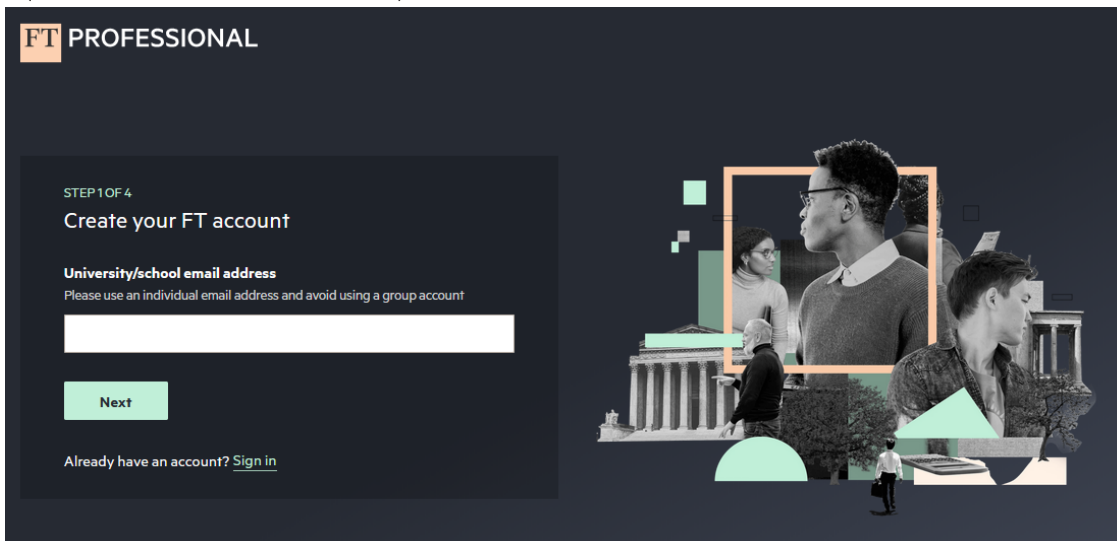 FT PROFESSIONAL
STEP 1 OF 4
Create your FT account
University/school email address
Please use an individual email address and avoid using a group account
Next
Already have an account? Sign in